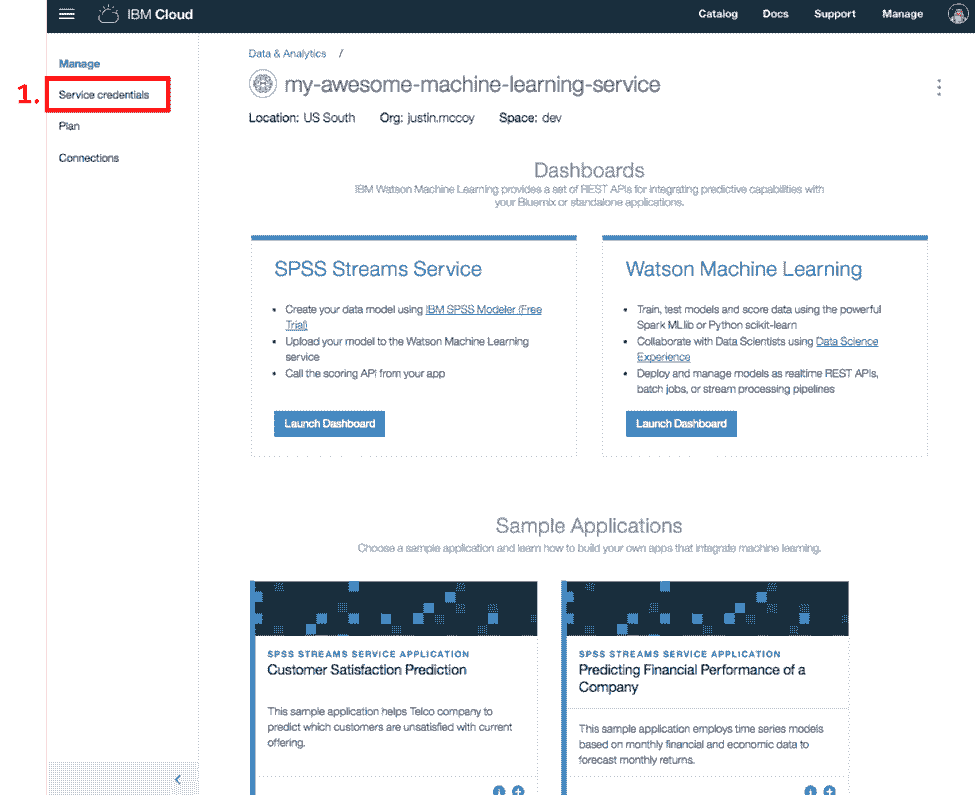 IBM Cloud
Catalog Docs Support Manage
Manage
1. Service credentials
Plan
Connections
Data & Analytics /
my-awesome-machine-learning-service
Location: US South Org: justin.mccoy Space: dev
Dashboards
IBM Watson Machine Learning provides a set of REST APIs for integrating predictive capabilities with
your Bluemix or standalone applications.
SPSS Streams Service
• Create your data model using IBM SPSS Modeler (Free
Trial)
• Upload your model to the Watson Machine Learning
service
• Call the scoring API from your app
Launch Dashboard
Watson Machine Learning
• Train, test models and score data using the powerful
Spark MLlib or Python scikit-learn
• Collaborate with Data Scientists using Data Science
Experience
• Deploy and manage models as realtime REST APIs,
batch jobs, or stream processing pipelines
Launch Dashboard
Sample Applications
Choose a sample application and learn how to build your own apps that integrate machine learning.
SPSS STREAMS SERVICE APPLICATION
Customer Satisfaction Prediction
This sample application helps Telco company to
predict which customers are unsatisfied with current
offering.
SPSS STREAMS SERVICE APPLICATION
Predicting Financial Performance of a
Company
This sample application employs time series models
based on monthly financial and economic data to
forecast monthly returns.